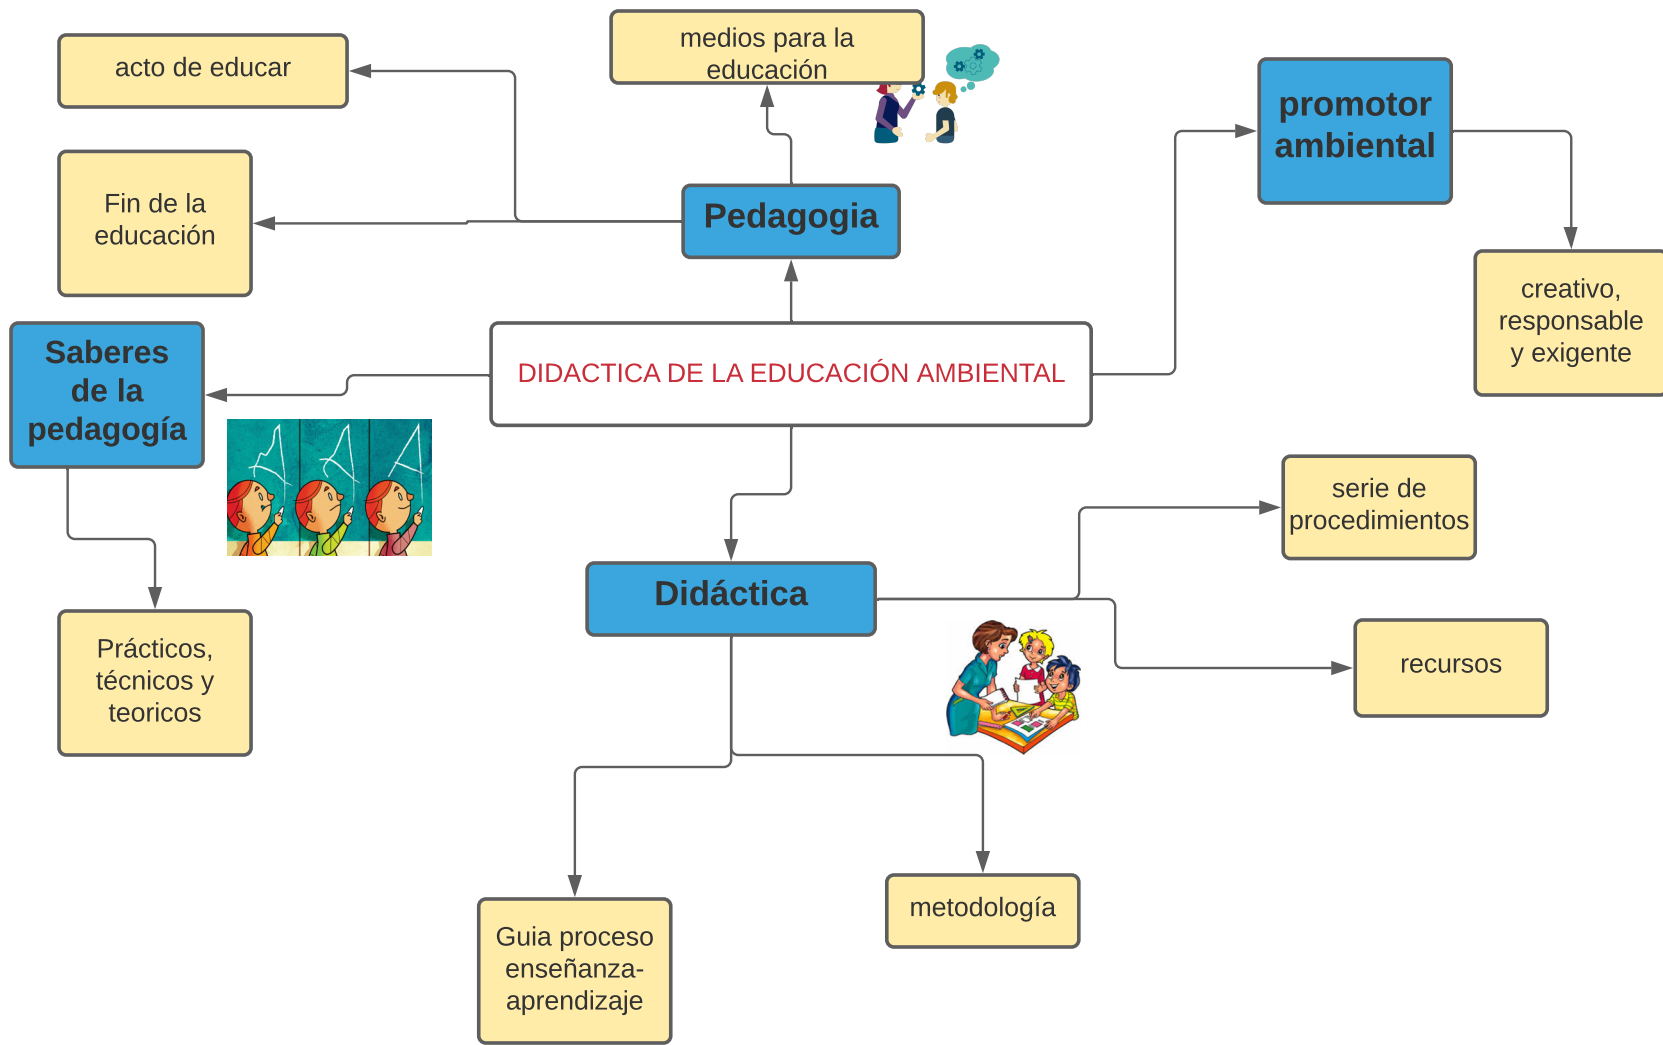 acto de educar
medios para la
educación
promotor
ambiental
Fin de la
educación
Pedagogia
creativo,
responsable
y exigente
Saberes
de la
pedagogía
DIDACTICA DE LA EDUCACIÓN AMBIENTAL
serie de
procedimientos
Didáctica
recursos
Prácticos,
técnicos y
teoricos
metodología
Guia proceso
enseñanza-
aprendizaje